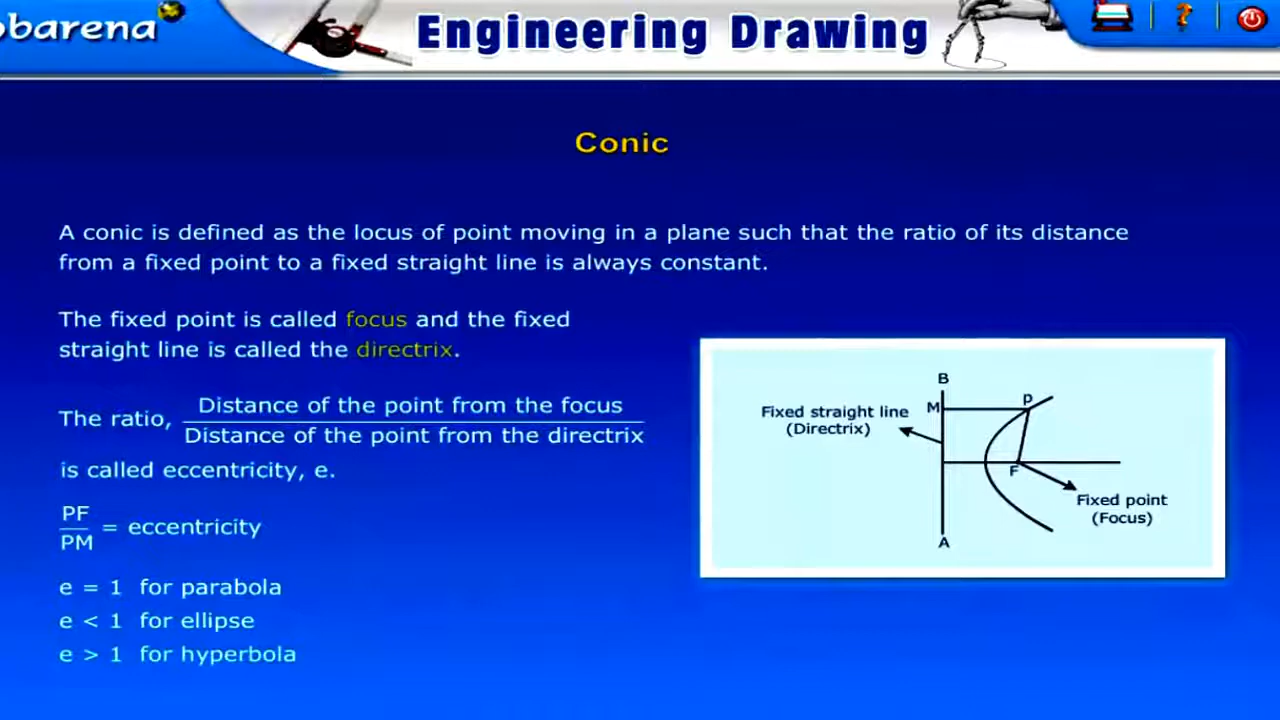 obarena
Engineering Drawing
Conic
A conic is defined as the locus of point moving in a plane such that the ratio of its distance
from a fixed point to a fixed straight line is always constant.
The fixed point is called focus and the fixed
straight line is called the directrix.
The ratio, Distance of the point from the focus
Distance of the point from the directrix
is called eccentricity, e.
PF
PM = eccentricity
e = 1 for parabola
e < 1 for ellipse
e > 1 for hyperbola
B
M
P
Fixed straight line
(Directrix)
F
Fixed point
(Focus)
A